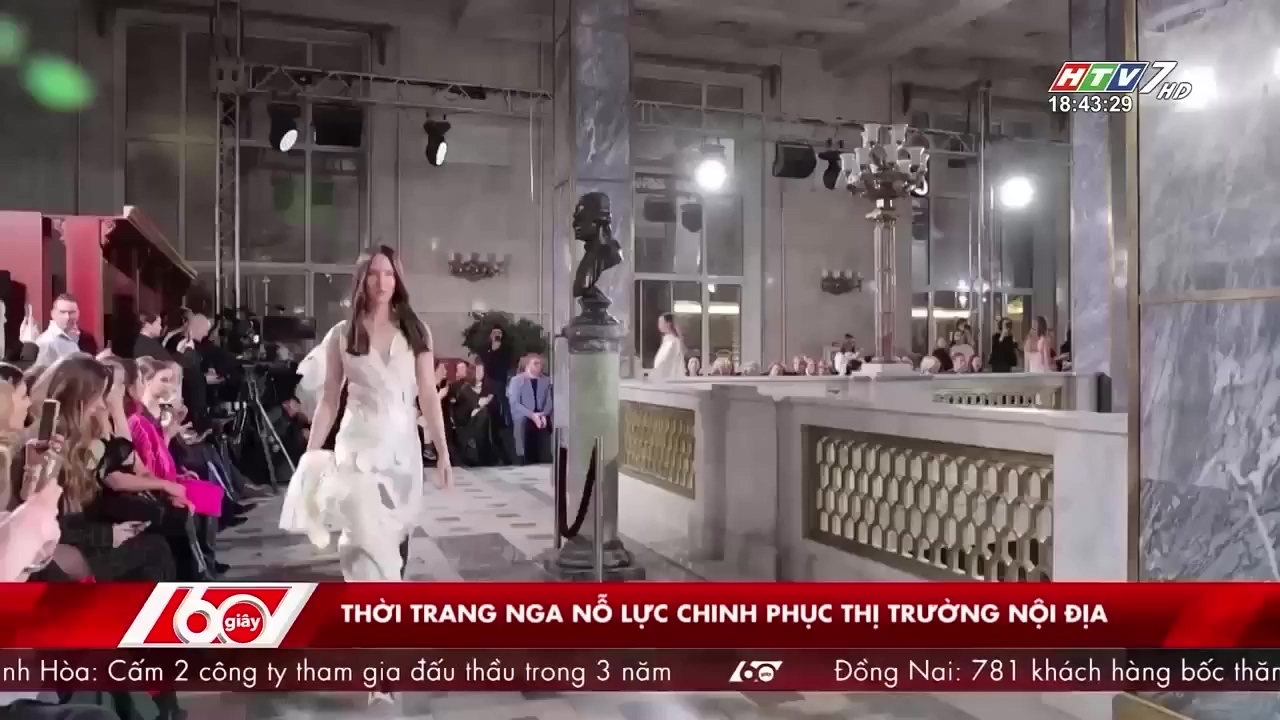 HTV7 HD
18:43:29
60 giây
THỜI TRANG NGA NỖ LỰC CHINH PHỤC THỊ TRƯỜNG NỘI ĐỊA
nh Hòa: Cấm 2 công ty tham gia đấu thầu trong 3 năm 60 Đồng Nai: 781 khách hàng bốc thăm